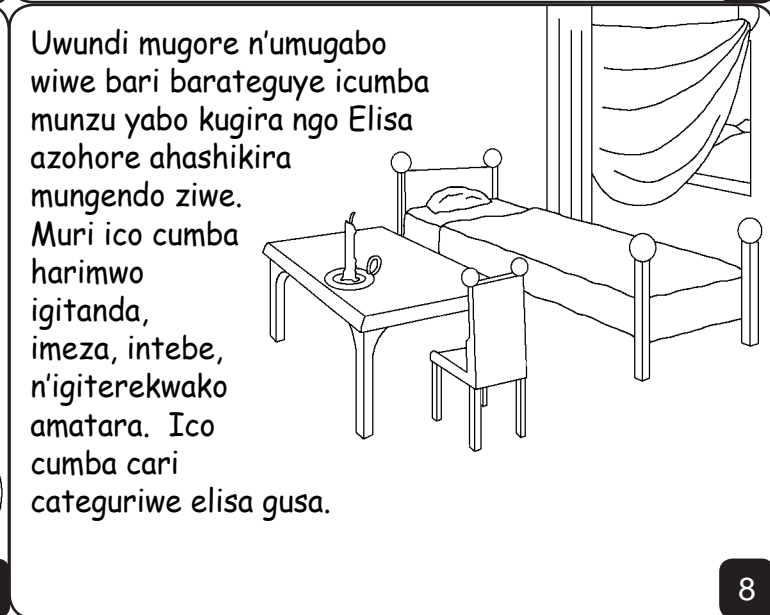 Uwundi mugore n'umugabo
wiwe bari barateguye icumba
munzu yabo kugira ngo Elisa
azohore ahashikira
mungendo ziwe.
Muri ico cumba
harimwo
igitanda,
imeza, intebe,
n'igiterekwako
amatara.  Ico
cumba cari
categuriwe elisa gusa.
8